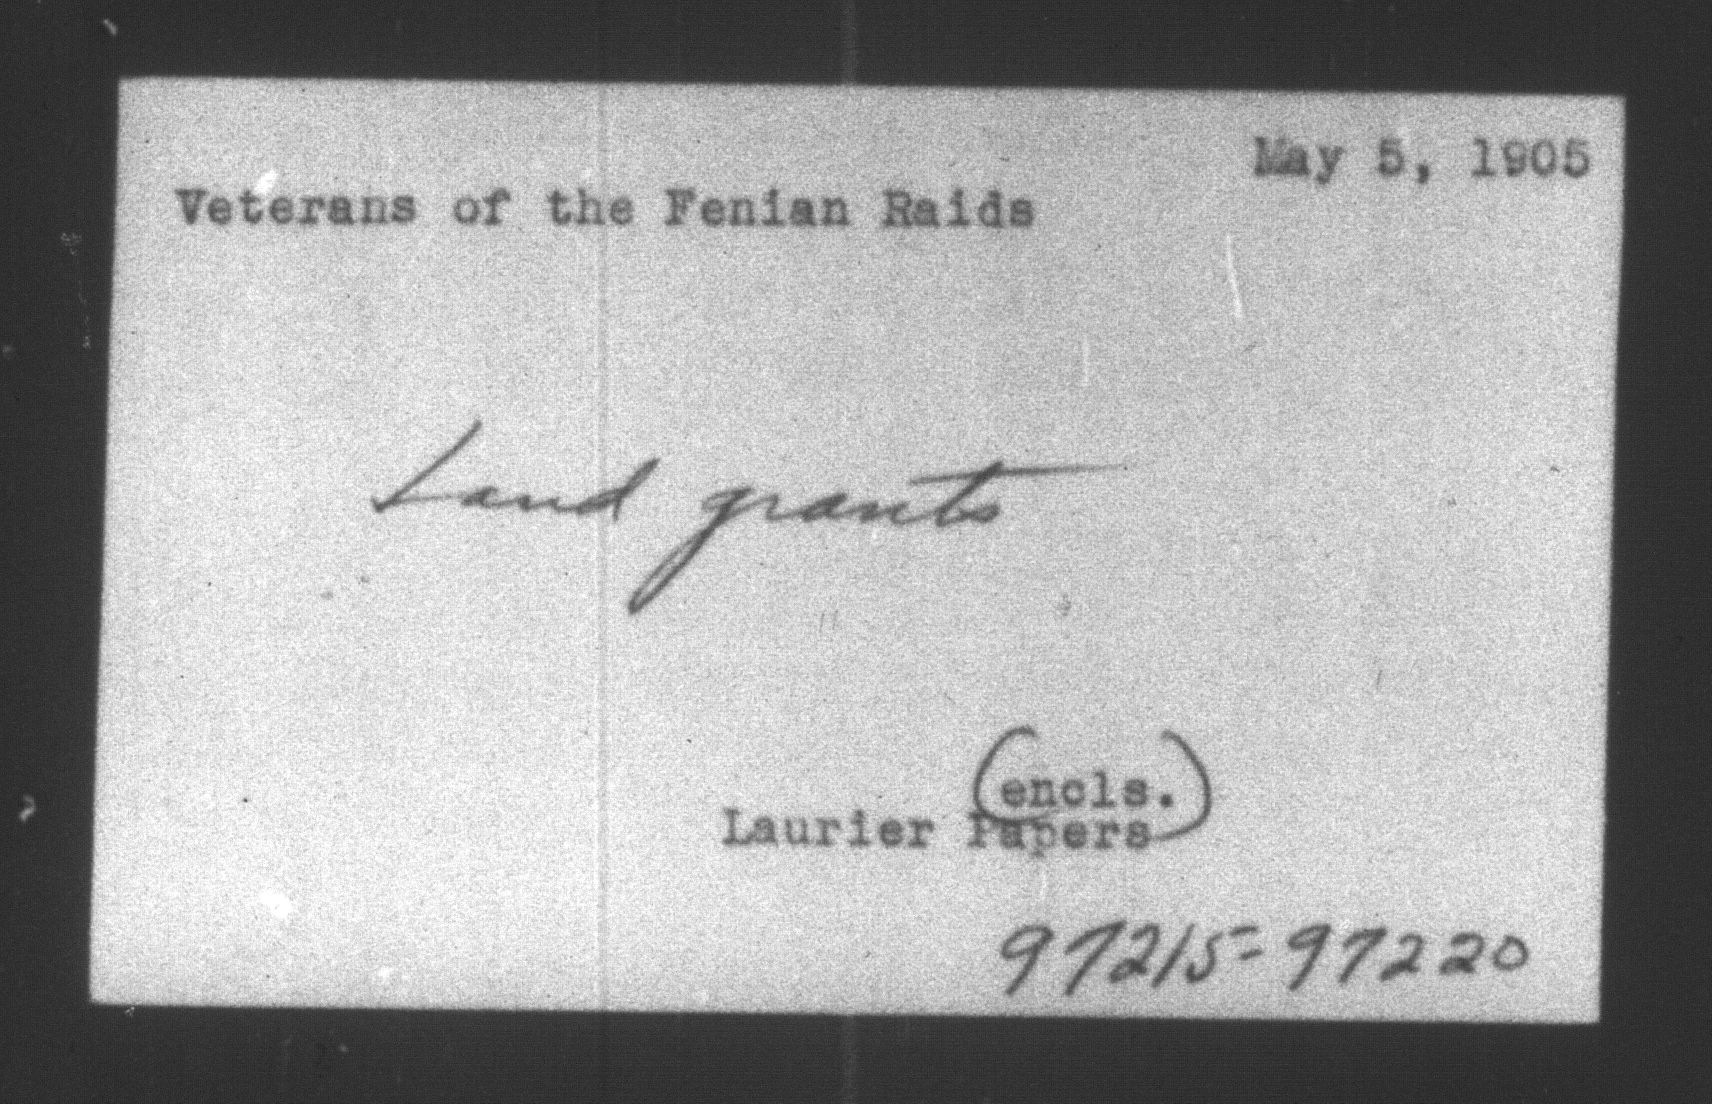 May 5, 1905
Veterans of the Fenian Raids
Land grants
(encls.)
Laurier Papers
97215-97220